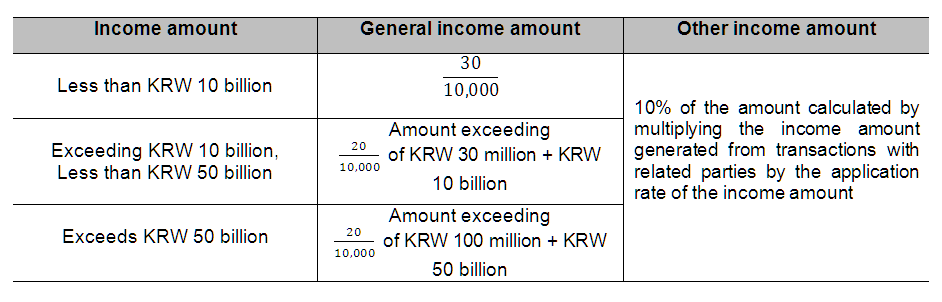 Income amount
General income amount
Other income amount
Less than KRW 10 billion
30
10,000
10% of the amount calculated by
multiplying the income amount
generated from transactions with
related parties by the application
rate of the income amount
Exceeding KRW 10 billion,
Less than KRW 50 billion
Amount exceeding
20
10,000
of KRW 30 million + KRW
10 billion
Exceeds KRW 50 billion
Amount exceeding
20
10,000
of KRW 100 million + KRW
50 billion